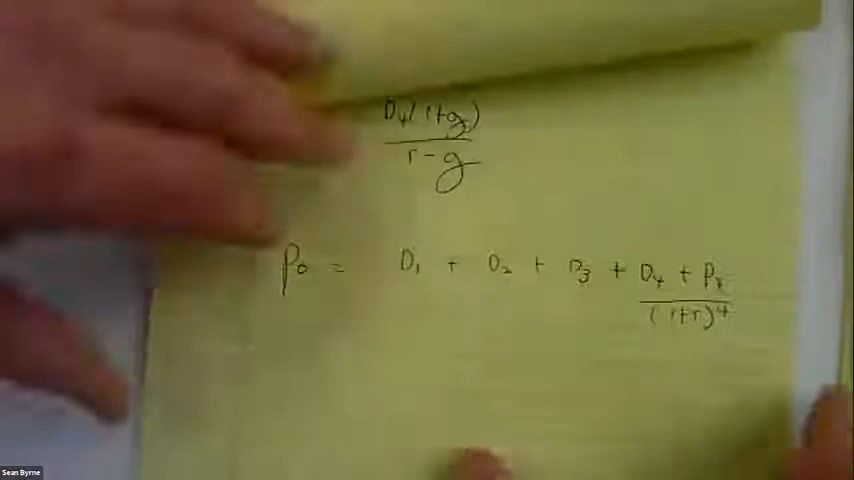 D4(1+g)
r-g
P0 = D1 + D2 + D3 + D4 + P4
(1+r)4
Sean Byrne